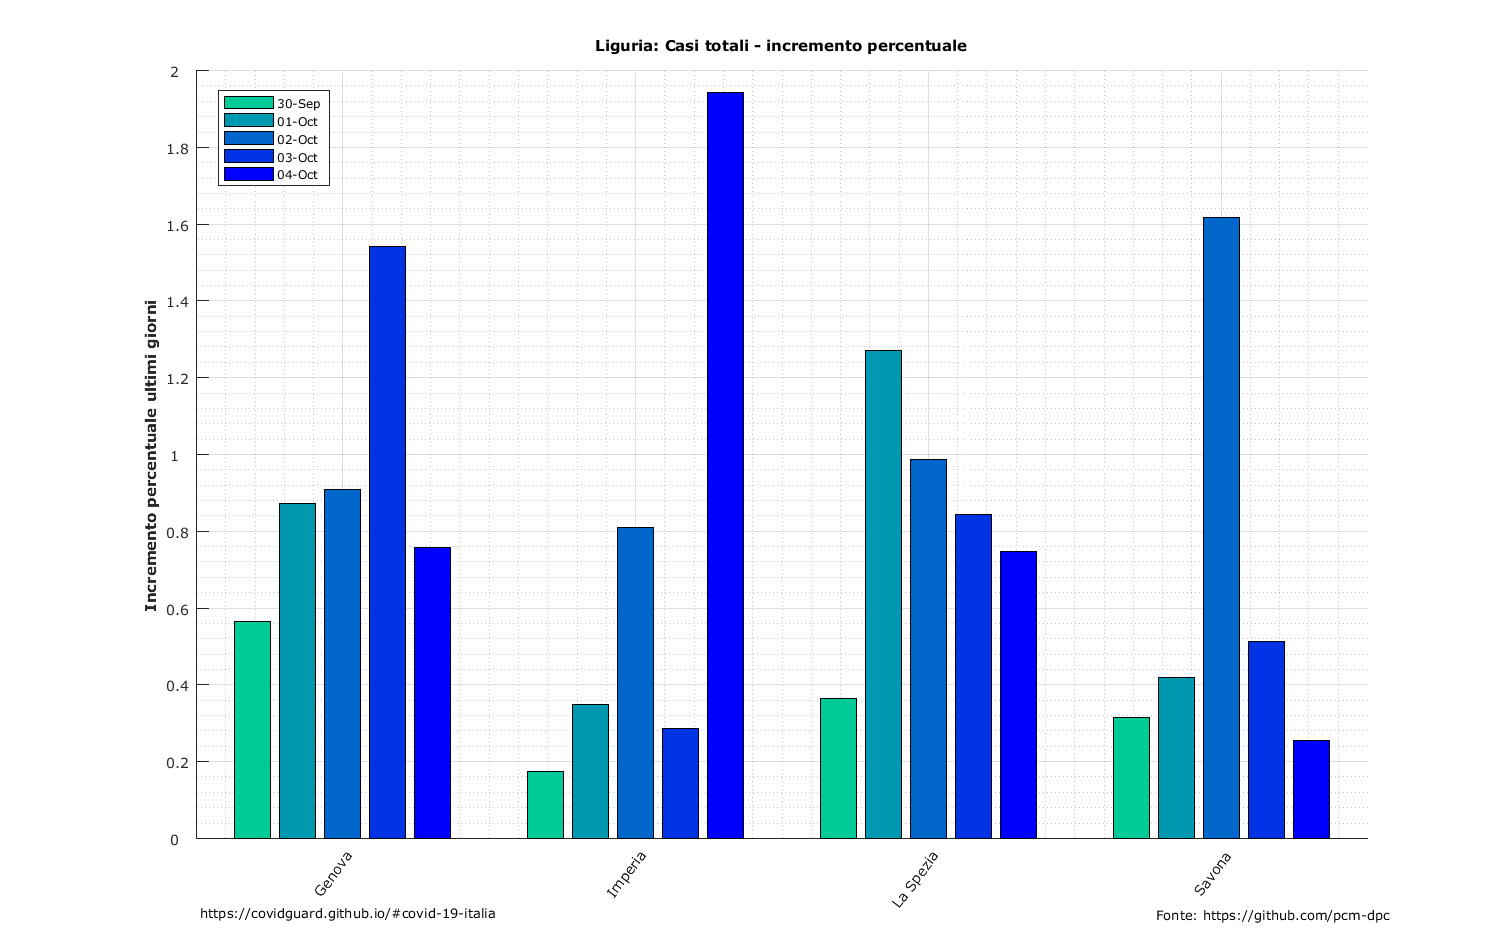 Liguria: Casi totali - incremento percentuale
2
1.8
1.6
1.4
1.2
1
0.8
0.6
0.4
0.2
0
Incremento percentuale ultimi giorni
30-Sep
01-Oct
02-Oct
03-Oct
04-Oct
Genova
Imperia
La Spezia
Savona
https://covidguard.github.io/#covid-19-italia
Fonte: https://github.com/pcm-dpc